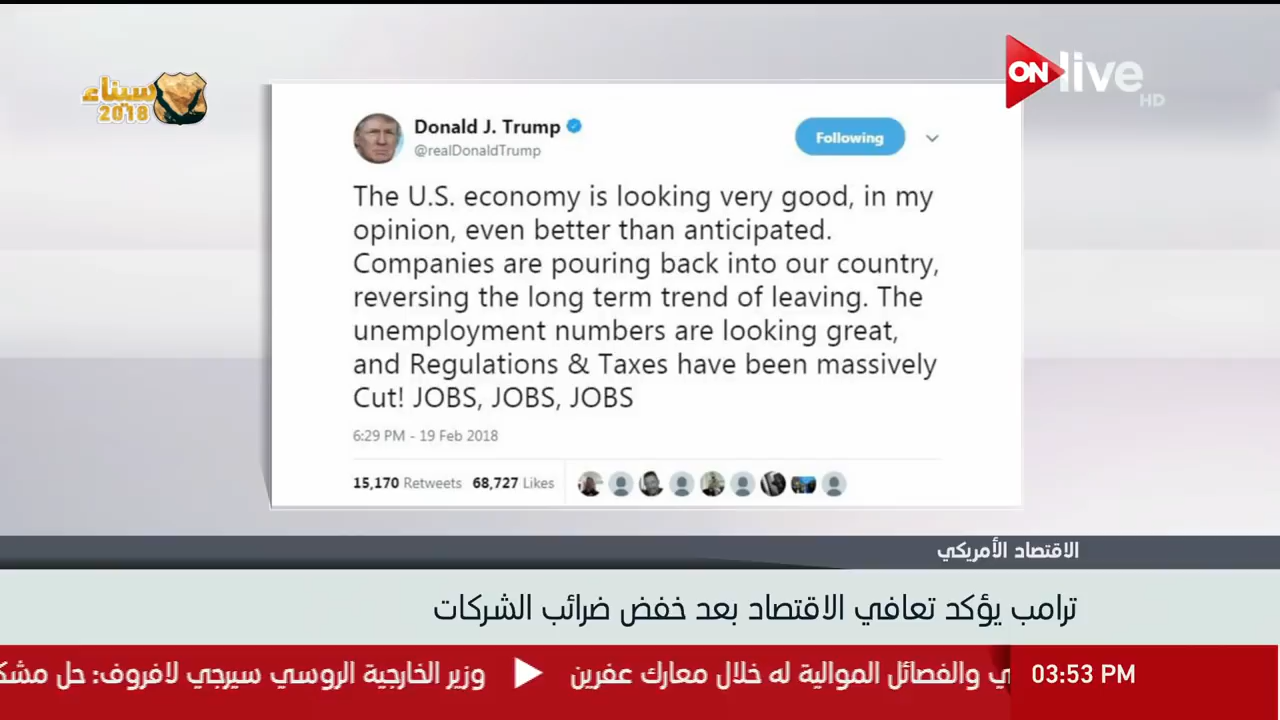 سيناء
2018
ON live
HD
Donald J. Trump
@realDonaldTrump
Following
The U.S. economy is looking very good, in my
opinion, even better than anticipated.
Companies are pouring back into our country,
reversing the long term trend of leaving. The
unemployment numbers are looking great,
and Regulations & Taxes have been massively
Cut! JOBS, JOBS, JOBS
6:29 PM - 19 Feb 2018
15,170 Retweets 68,727 Likes
الاقتصاد الأمريكي
ترامب يؤكد تعافي الاقتصاد بعد خفض ضرائب الشركات
والفصائل الموالية له خلال معارك عفرين ◀ وزير الخارجية الروسي سيرجي لافروف: حل
03:53 PM